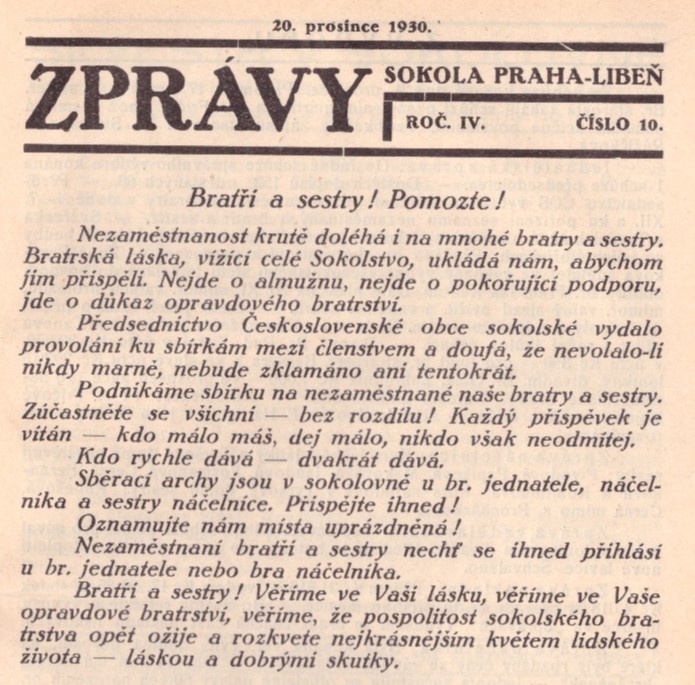 20. prosince 1930.
ZPRÁVY
SOKOLA PRAHA-LIBEŇ
ROČ. IV. ČÍSLO 10.
Bratři a sestry! Pomozte!
Nezaměstnanost krutě doléhá i na mnohé bratry a sestry.
Bratrská láska, vížící celé Sokolstvo, ukládá nám, abychom
jim přispěli. Nejde o almužnu, nejde o pokořující podporu,
jde o důkaz opravdového bratrství.
Předsednictvo Československé obce sokolské vydalo
provolání ku sbírkám mezi členstvem a doufá, že nevolalo-li
nikdy marně, nebude zklamáno ani tentokrát.
Podnikáme sbírku na nezaměstnané naše bratry a sestry.
Zúčastněte se všichni — bez rozdílu! Každý příspěvek je
vítán — kdo málo máš, dej málo, nikdo však neodmítej.
Kdo rychle dává — dvakrát dává.
Sběrací archy jsou v sokolovně u br. jednatele, náčel-
níka a sestry náčelnice. Přispějte ihned!
Oznamujte nám místa uprázdněná!
Nezaměstnaní bratří a sestry nechť se ihned přihlásí
u br. jednatele nebo bra náčelníka.
Bratři a sestry! Věříme ve Vaší lásku, věříme ve Vaše
opravdové bratrství, věříme, že pospolitost sokolského bra-
trstva opět ožije a rozkvete nejkrásnějším květem lidského
života — láskou a dobrými skutky.